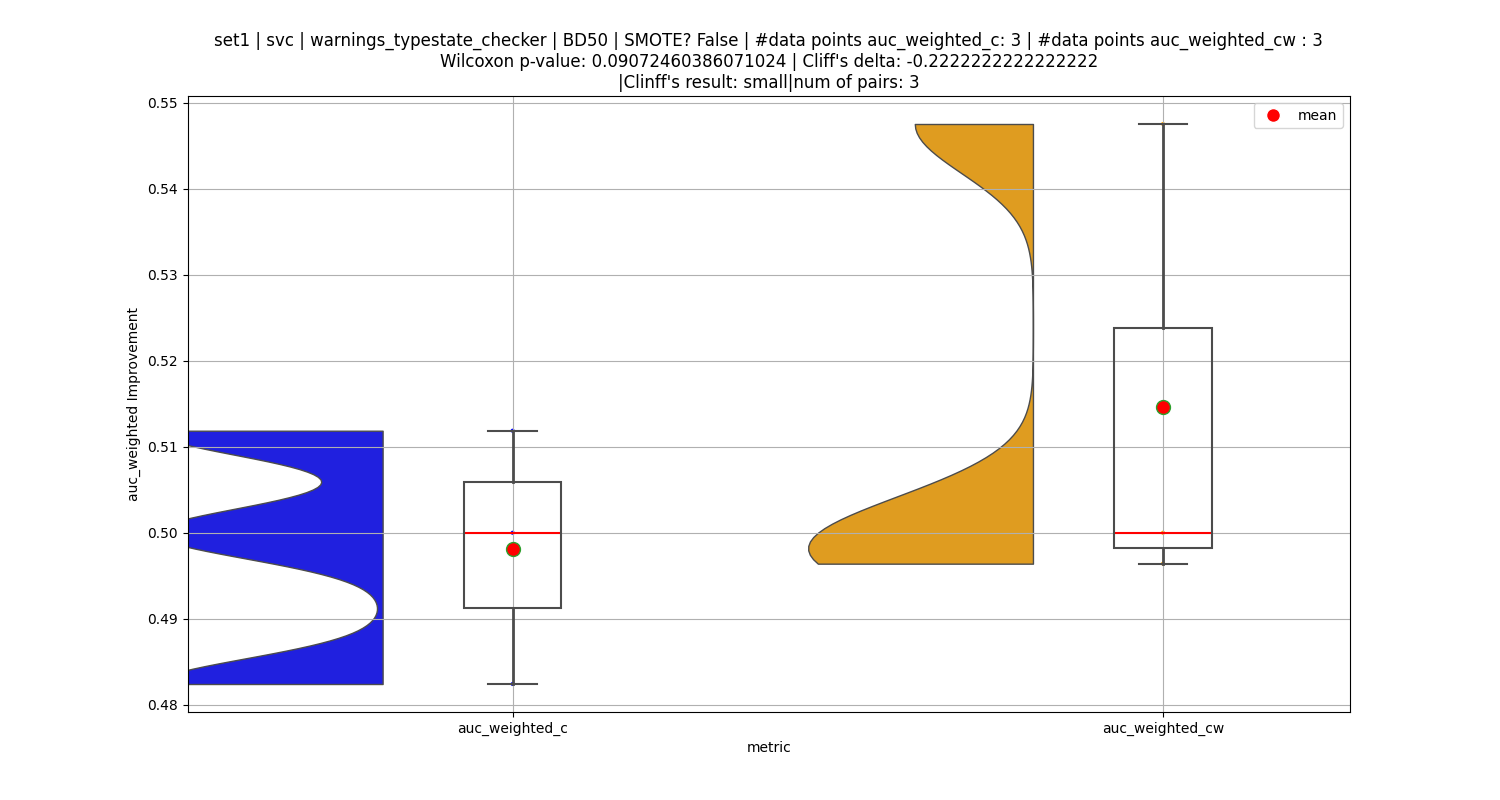 set1 | svc | warnings_typestate_checker | BD50 | SMOTE? False | #data points auc_weighted_c: 3 | #data points auc_weighted_cw : 3
Wilcoxon p-value: 0.09072460386071024 | Cliff's delta: -0.2222222222222222
|Clinff's result: small|num of pairs: 3
mean
0.55
0.54
0.53
0.52
0.51
0.50
0.49
0.48
auc_weighted Improvement
auc_weighted_c
auc_weighted_cw
metric